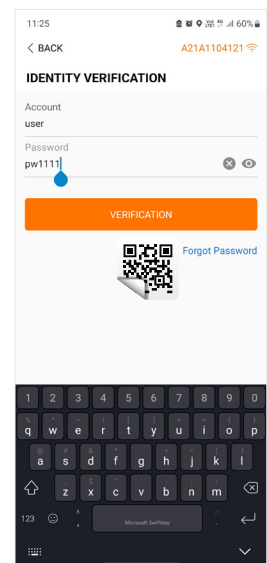 11:25
60%
BACK
A21A1104121
IDENTITY VERIFICATION
Account
user
Password
pw1111
VERIFICATION
Forgot Password
1 2 3 4 5 6 7 8 9 0
q w e r t y u i o p
a s d f g h j k l
z x c v b n m
123 , Microsoft SwiftKey .